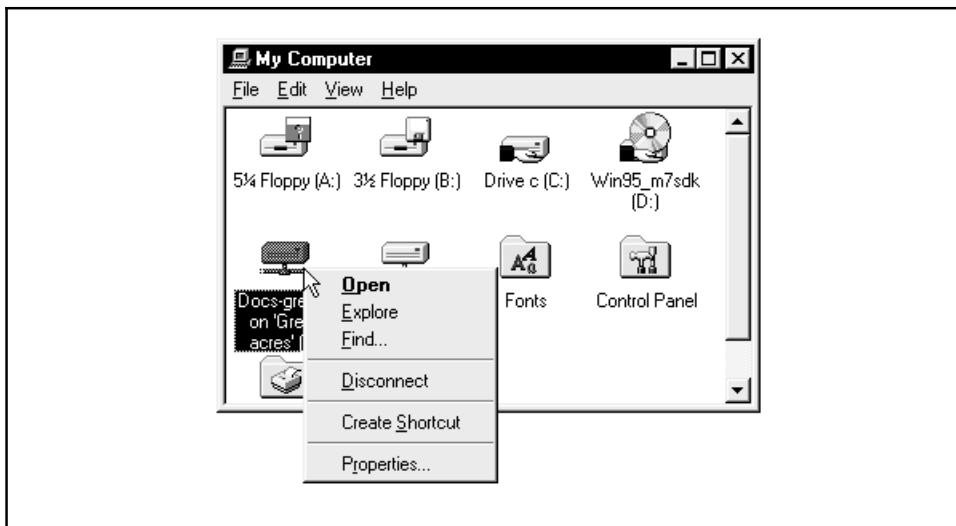 My Computer
File Edit View Help
5¼ Floppy (A:) 3½ Floppy (B:) Drive c (C:) Win95_m7sdk
(D:)
Docs-gre
on 'Gre
acres' (
Fonts Control Panel
Open
Explore
Find...
Disconnect
Create Shortcut
Properties...